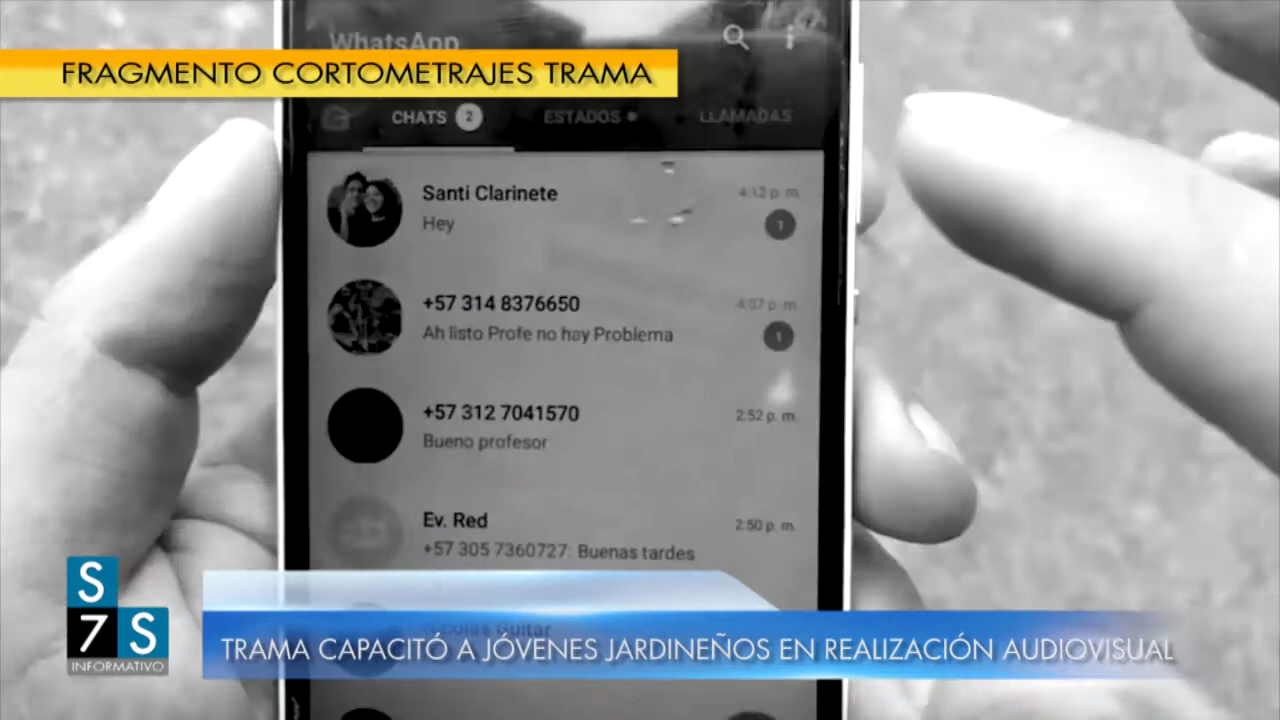 WhatsApp
FRAGMENTO CORTOMETRAJES TRAMA
CHATS 2 ESTADOS LLAMADAS
Santi Clarinete 4:12 p. m.
Hey 1
+57 314 8376650 4:07 p. m.
Ah listo Profe no hay Problema 1
+57 312 7041570 2:52 p. m.
Bueno profesor
Ev. Red 2:50 p. m.
+57 305 7360727: Buenas tardes
Guitar
S
7 S
INFORMATIVO
TRAMA CAPACITÓ A JÓVENES JARDINEÑOS EN REALIZACIÓN AUDIOVISUAL